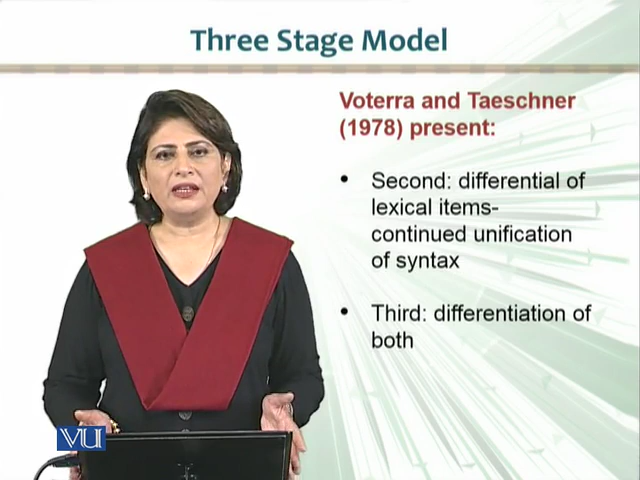 Three Stage Model
Voterra and Taeschner
(1978) present:
• Second: differential of
lexical items-
continued unification
of syntax
• Third: differentiation of
both
VU